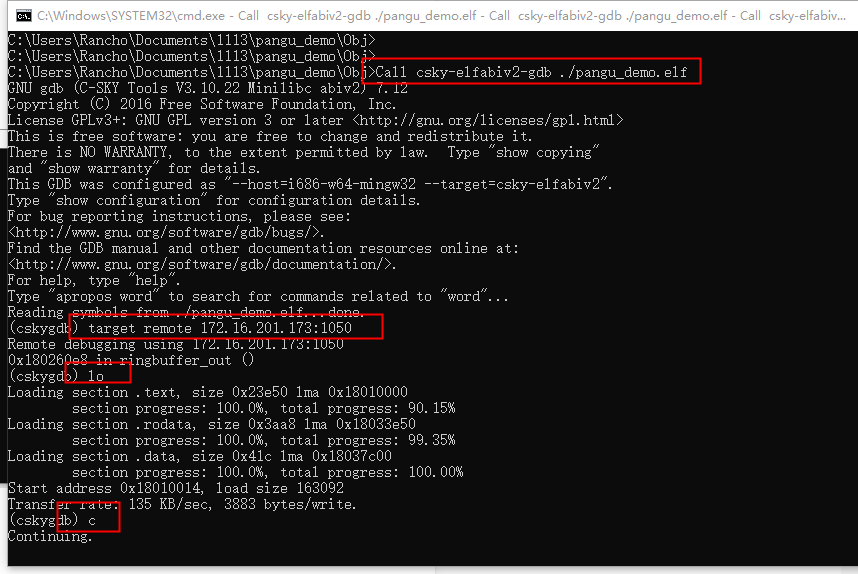 C:\Windows\SYSTEM32\cmd.exe - Call csky-elfabiv2-gdb ./pangu_demo.elf - Call csky-elfabiv2-gdb ./pangu_demo.elf - Call csky-elfabiv...
C:\Users\Rancho\Documents\1113\pangu_demo\Obj>
C:\Users\Rancho\Documents\1113\pangu_demo\Obj>
C:\Users\Rancho\Documents\1113\pangu_demo\Obj>Call csky-elfabiv2-gdb ./pangu_demo.elf
GNU gdb (C-SKY Tools V3.10.22 Minilibc abiv2) 7.12
Copyright (C) 2016 Free Software Foundation, Inc.
License GPLv3+: GNU GPL version 3 or later <http://gnu.org/licenses/gpl.html>
This is free software: you are free to change and redistribute it.
There is NO WARRANTY, to the extent permitted by law.  Type "show copying"
and "show warranty" for details.
This GDB was configured as "--host=i686-w64-mingw32 --target=csky-elfabiv2".
Type "show configuration" for configuration details.
For bug reporting instructions, please see:
<http://www.gnu.org/software/gdb/bugs/>.
Find the GDB manual and other documentation resources online at:
<http://www.gnu.org/software/gdb/documentation/>.
For help, type "help".
Type "apropos word" to search for commands related to "word"...
Reading symbols from ./pangu_demo.elf...done.
(cskygdb) target remote 172.16.201.173:1050
Remote debugging using 172.16.201.173:1050
0x180260e8 in ringbuffer_out ()
(cskygdb) lo
Loading section .text, size 0x23e50 lma 0x18010000
section progress: 100.0%, total progress: 90.15%
Loading section .rodata, size 0x3aa8 lma 0x18033e50
section progress: 100.0%, total progress: 99.35%
Loading section .data, size 0x41c lma 0x18037c00
section progress: 100.0%, total progress: 100.00%
Start address 0x18010014, load size 163092
Transfer rate: 135 KB/sec, 3883 bytes/write.
(cskygdb) c
Continuing.